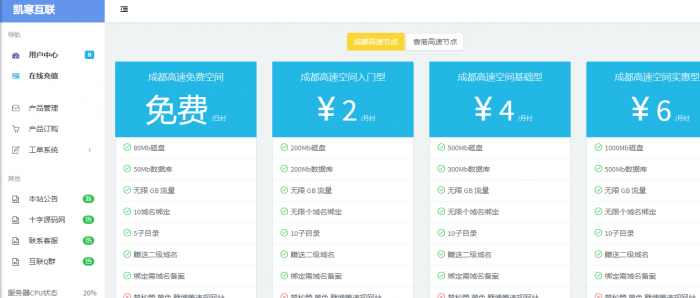 凯寒互联
导航
用户中心 N
在线充值
产品管理
产品订购
工单系统
其他
本站公告 新
十字源码网 热
联系客服 热
互联Q群 热
服务器CPU状态 20%
成都高速节点 香港高速节点
成都高速免费空间
免费 /日付
80Mb磁盘
50Mb数据库
无限 GB 流量
10域名绑定
5子目录
赠送二级域名
绑定需域名备案
成都高速空间入门型
￥2 /月付
200Mb磁盘
200Mb数据库
无限 GB 流量
无限个域名绑定
10子目录
赠送二级域名
绑定需域名备案
成都高速空间基础型
￥4 /月付
500Mb磁盘
300Mb数据库
无限 GB 流量
无限个域名绑定
10子目录
赠送二级域名
绑定需域名备案
成都高速空间实惠型
￥6 /月付
1000Mb磁盘
500Mb数据库
无限 GB 流量
无限个域名绑定
10子目录
赠送二级域名
绑定需域名备案